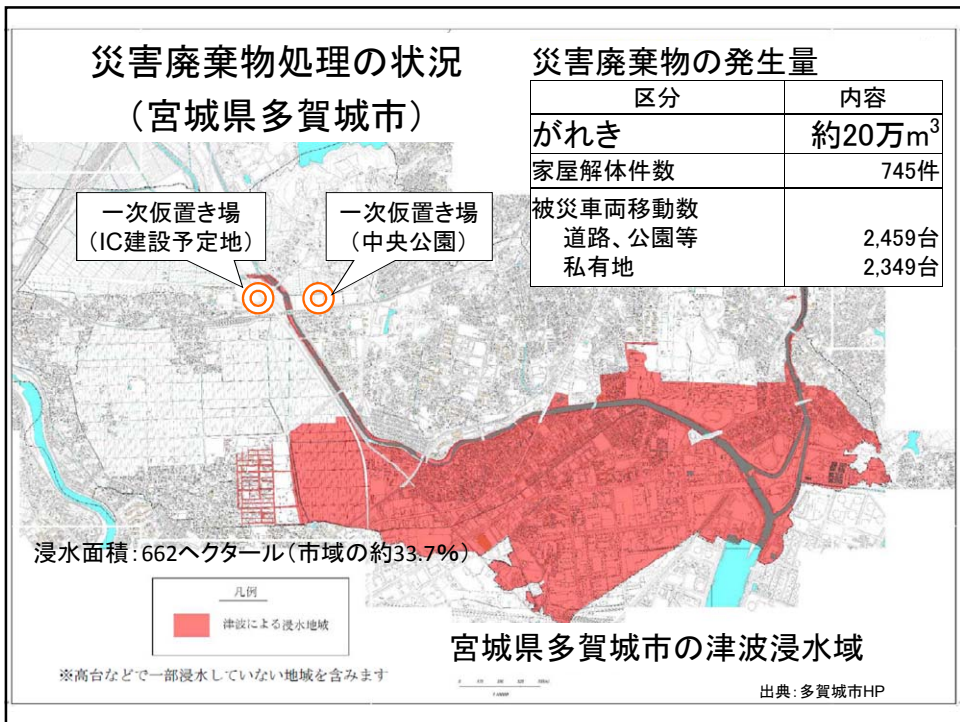 災害廃棄物処理の状況
（宮城県多賀城市）
災害廃棄物の発生量
区分 内容
がれき 約20万m³
家屋解体件数 745件
被災車両移動数
道路、公園等 2,459台
私有地 2,349台
一次仮置き場
（IC建設予定地）
一次仮置き場
（中央公園）
浸水面積：662ヘクタール（市域の約33.7%）
凡例
津波による浸水地域
※高台などで一部浸水していない地域を含みます
宮城県多賀城市の津波浸水域
出典：多賀城市HP